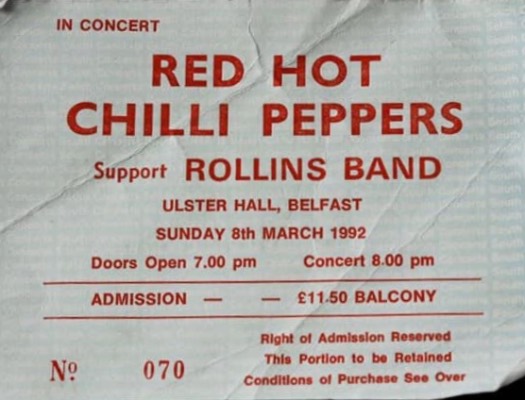 IN CONCERT
RED HOT
CHILLI PEPPERS
Support ROLLINS BAND
ULSTER HALL, BELFAST
SUNDAY 8th MARCH 1992
Doors Open 7.00 pm Concert 8.00 pm
ADMISSION — — £11.50 BALCONY
Right of Admission Reserved
This Portion to be Retained
Conditions of Purchase See Over
Nº 070